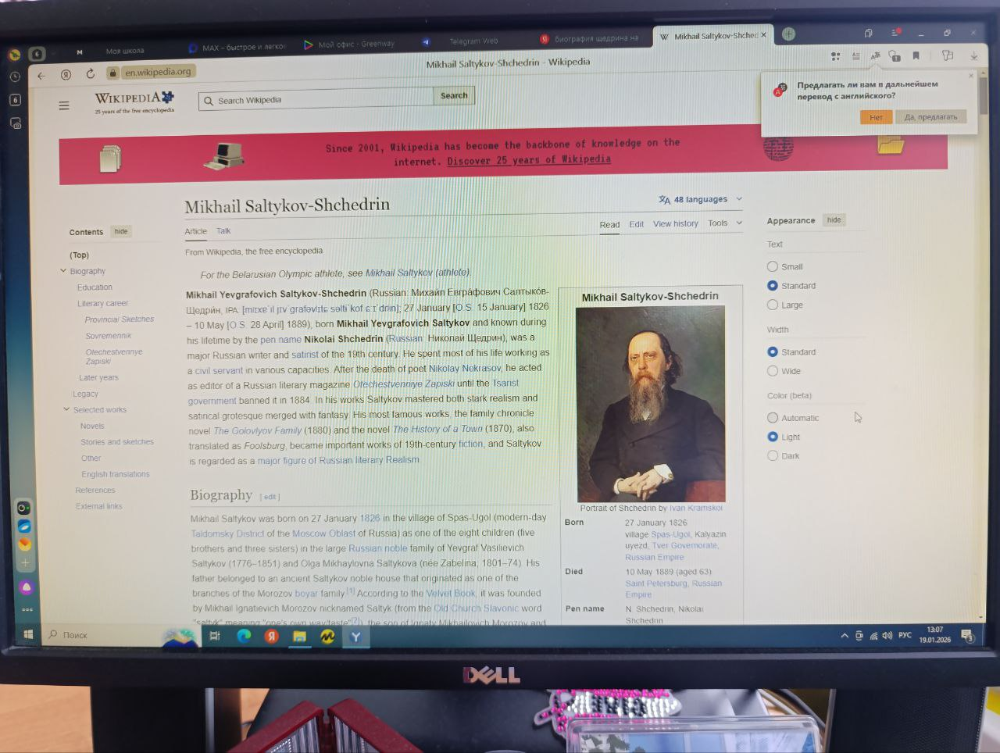 6
M
Моя школа
MAX – быстрое и легко
Мой офис - Greenway
Telegram Web
Я биография щедрина на
W Mikhail Saltykov-Shched
en.wikipedia.org
Mikhail Saltykov-Shchedrin - Wikipedia
1
6
Предлагать ли вам в дальнейшем
перевод с английского?
Нет
Да, предлагать
WIKIPEDIA
25 years of the free encyclopedia
Search Wikipedia
Search
Since 2001, Wikipedia has become the backbone of knowledge on the
internet. Discover 25 years of Wikipedia
Contents hide
(Top)
Biography
Education
Literary career
Provincial Sketches
Sovremennik
Otechestvennye
Zapiski
Later years
Legacy
Selected works
Novels
Stories and sketches
Other
English translations
References
External links
Mikhail Saltykov-Shchedrin
48 languages
Article Talk
Read Edit View history Tools
From Wikipedia, the free encyclopedia
For the Belarusian Olympic athlete, see Mikhail Saltykov (athlete).
Mikhail Yevgrafovich Saltykov-Shchedrin (Russian: Михаи́л Евгра́фович Салтыко́в-
Щедри́н, IPA: 27 January [O.S. 15 January] 1826
– 10 May [O.S. 28 April] 1889), born Mikhail Yevgrafovich Saltykov and known during
his lifetime by the pen name Nikolai Shchedrin (Russian: Николай Щедрин), was a
major Russian writer and satirist of the 19th century. He spent most of his life working as
a civil servant in various capacities. After the death of poet Nikolay Nekrasov, he acted
as editor of a Russian literary magazine Otechestvenniye Zapiski until the Tsarist
government banned it in 1884. In his works Saltykov mastered both stark realism and
satirical grotesque merged with fantasy. His most famous works, the family chronicle
novel The Golovlyov Family (1880) and the novel The History of a Town (1870), also
translated as Foolsburg, became important works of 19th-century fiction, and Saltykov
is regarded as a major figure of Russian literary Realism.
Biography [ edit ]
Mikhail Saltykov was born on 27 January 1826 in the village of Spas-Ugol (modern-day
Taldomsky District of the Moscow Oblast of Russia) as one of the eight children (five
brothers and three sisters) in the large Russian noble family of Yevgraf Vasilievich
Saltykov (1776–1851) and Olga Mikhaylovna Saltykova (née Zabelina; 1801–74). His
father belonged to an ancient Saltykov noble house that originated as one of the
branches of the Morozov boyar family.[1] According to the Velvet Book, it was founded
by Mikhail Ignatievich Morozov nicknamed Saltyk (from the Old Church Slavonic word
"saltyk" meaning "one's own way/taste"[2]), the son of Ignaty Mikhailovich Morozov and
Mikhail Saltykov-Shchedrin
Portrait of Shchedrin by Ivan Kramskoi
Born 27 January 1826
village Spas-Ugol, Kalyazin
uyezd, Tver Governorate,
Russian Empire
Died 10 May 1889 (aged 63)
Saint Petersburg, Russian
Empire
Pen name N. Shchedrin, Nikolai
Shchedrin
Appearance hide
Text
Small
Standard
Large
Width
Standard
Wide
Color (beta)
Automatic
Light
Dark
Поиск
РУС
13:07
19.01.2026
3
DELL